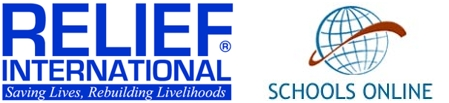 RELIEF®
INTERNATIONAL
Saving Lives, Rebuilding Livelihoods
SCHOOLS ONLINE